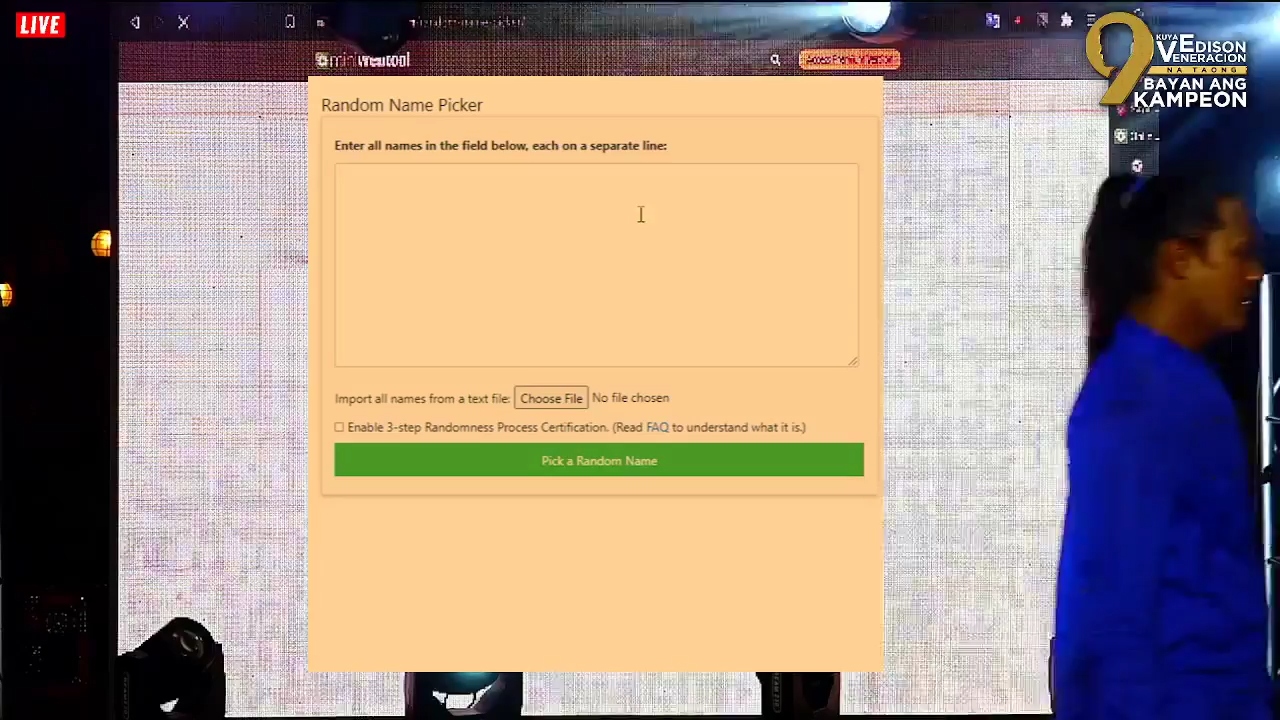 LIVE
KUYA
EDISON
VENERACION
NA TAONG
BAYAN ANG
KAMPEON
9
miniwebtool
Random Name Picker
Enter all names in the field below, each on a separate line:
Import all names from a text file: Choose File No file chosen
Enable 3-step Randomness Process Certification. (Read FAQ to understand what it is.)
Pick a Random Name